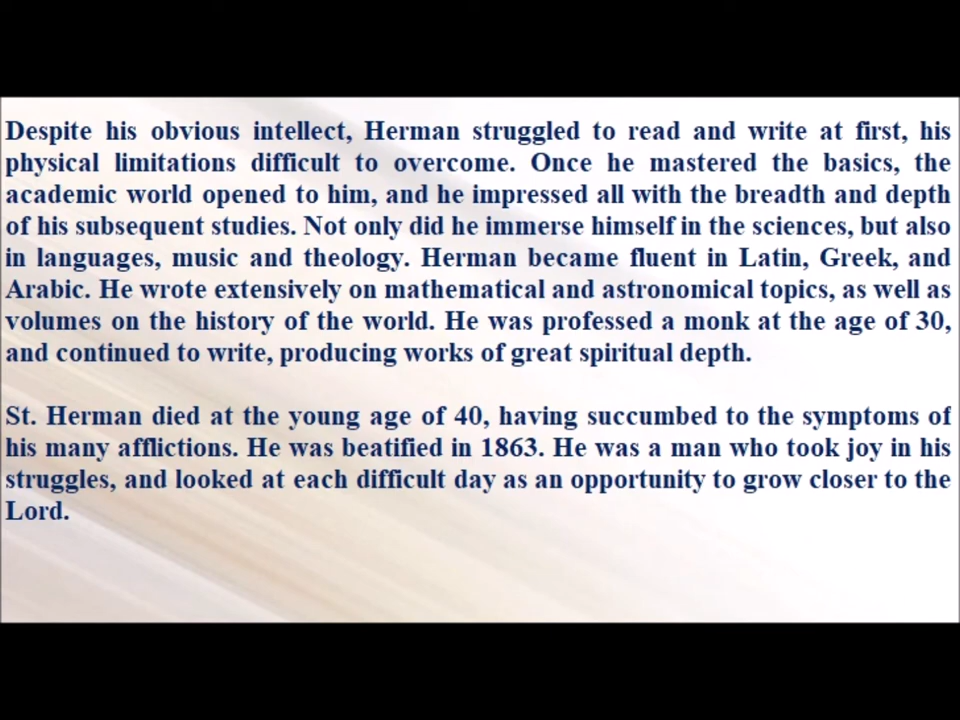 Despite his obvious intellect, Herman struggled to read and write at first, his
physical limitations difficult to overcome. Once he mastered the basics, the
academic world opened to him, and he impressed all with the breadth and depth
of his subsequent studies. Not only did he immerse himself in the sciences, but also
in languages, music and theology. Herman became fluent in Latin, Greek, and
Arabic. He wrote extensively on mathematical and astronomical topics, as well as
volumes on the history of the world. He was professed a monk at the age of 30,
and continued to write, producing works of great spiritual depth.
St. Herman died at the young age of 40, having succumbed to the symptoms of
his many afflictions. He was beatified in 1863. He was a man who took joy in his
struggles, and looked at each difficult day as an opportunity to grow closer to the
Lord.